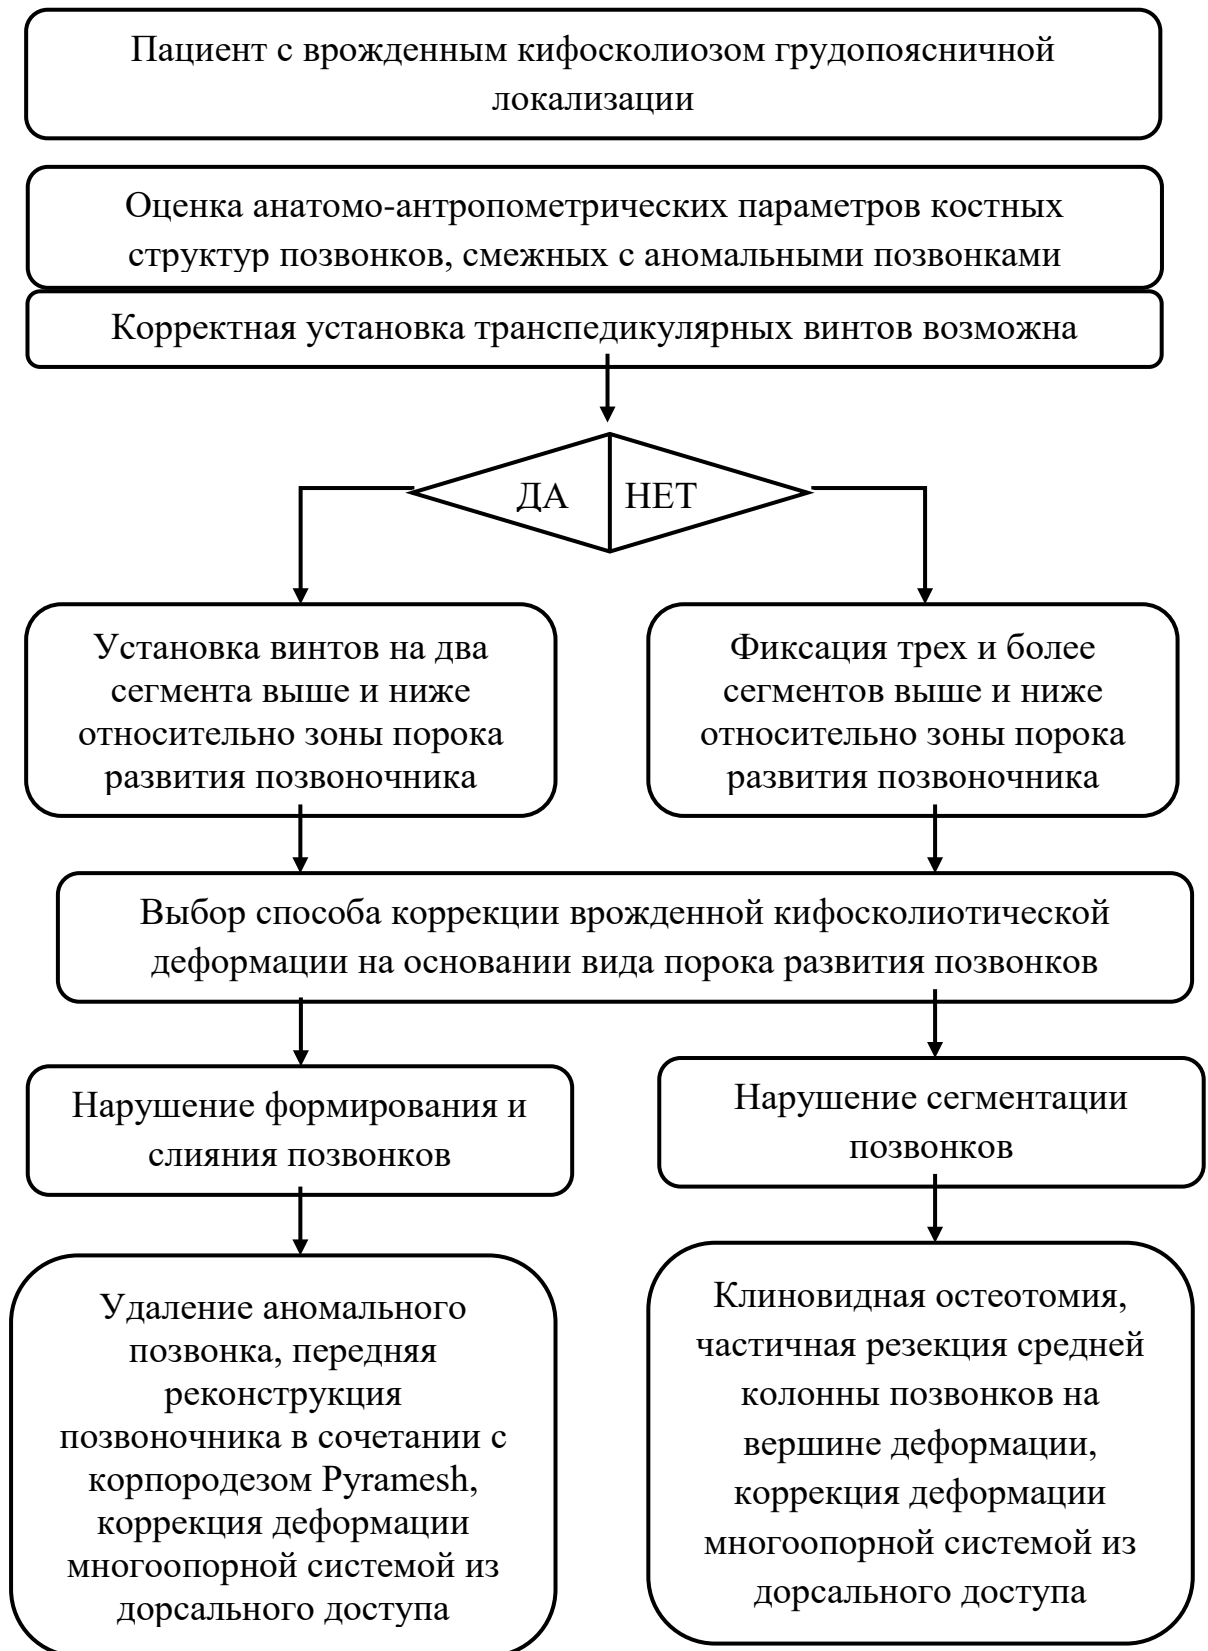 Пациент с врожденным кифосколиозом грудопоясничной
локализации
Оценка анатомо-антропометрических параметров костных
структур позвонков, смежных с аномальными позвонками
Корректная установка транспедикулярных винтов возможна
ДА
НЕТ
Установка винтов на два
сегмента выше и ниже
относительно зоны порока
развития позвоночника
Фиксация трех и более
сегментов выше и ниже
относительно зоны порока
развития позвоночника
Выбор способа коррекции врожденной кифосколиотической
деформации на основании вида порока развития позвонков
Нарушение формирования и
слияния позвонков
Нарушение сегментации
позвонков
Удаление аномального
позвонка, передняя
реконструкция
позвоночника в сочетании с
корпородезом Pyramesh,
коррекция деформации
многоопорной системой из
дорсального доступа
Клиновидная остеотомия,
частичная резекция средней
колонны позвонков на
вершине деформации,
коррекция деформации
многоопорной системой из
дорсального доступа